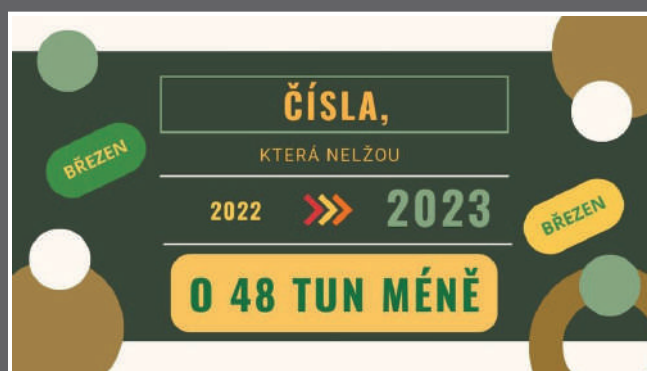 ČÍSLA,
KTERÁ NELŽOU
BŘEZEN
2022 >>> 2023
BŘEZEN
O 48 TUN MÉNĚ